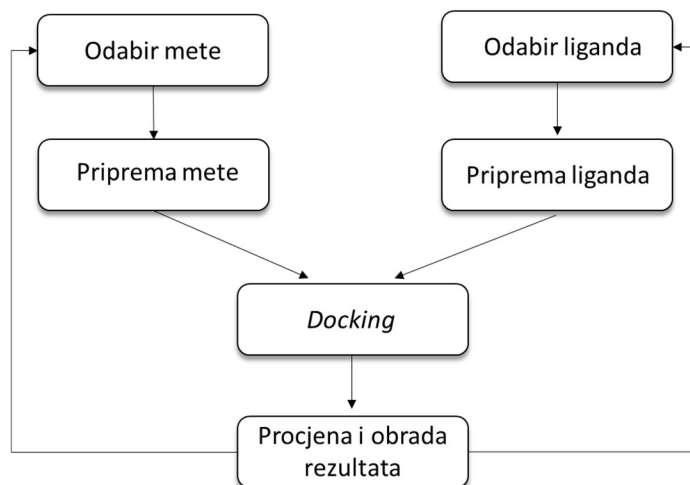 Odabir mete
Odabir liganda
Priprema mete
Priprema liganda
Docking
Procjena i obrada
rezultata